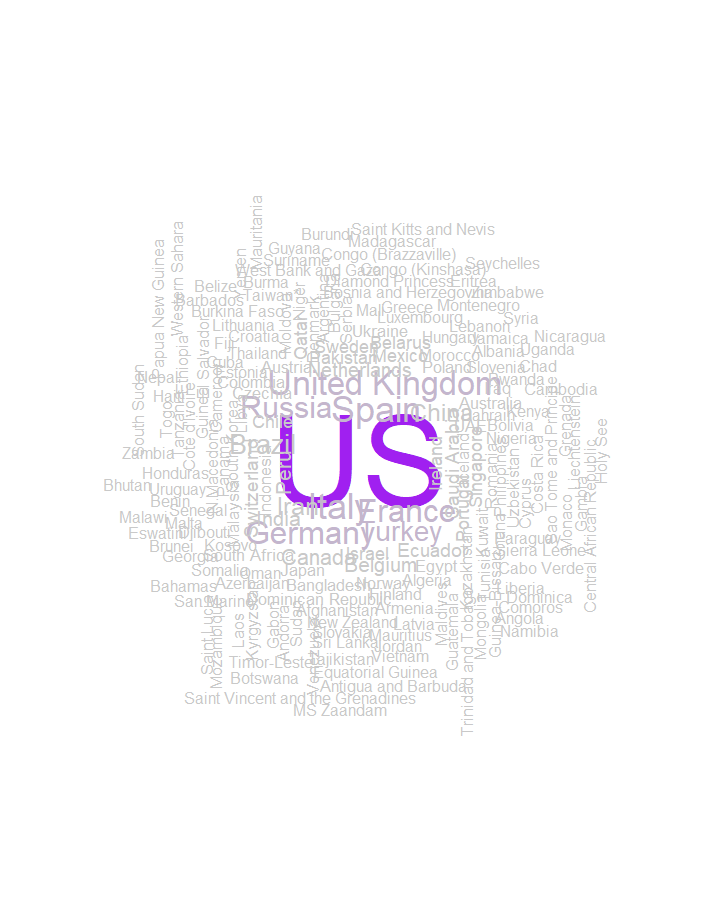 Mauritania
Saint Kitts and Nevis
Burundi
Madagascar
Western Sahara
Papua New Guinea
Guyana
Congo (Brazzaville)
Suriname
Seychelles
West Bank and Gaza
Congo (Kinshasa)
Belize
Burma
Diamond Princess
Eritrea
Barbados
Taiwan
Niger
Bosnia and Herzegovina
Zimbabwe
Burkina Faso
Moldova
Mali
Greece
Montenegro
Argentina
Serbia
Luxembourg
Syria
Lithuania
Qatar
Denmark
Ukraine
Lebanon
Croatia
Hungary
Jamaica
Nicaragua
Fiji
Sweden
Belarus
Thailand
Pakistan
Mexico
Morocco
Albania
Uganda
Cuba
Austria
Netherlands
Poland
Slovenia
Chad
Estonia
South Sudan
Nepal
Ethiopia
El Salvador
Colombia
United Kingdom
Rwanda
Haiti
Togo
Tanzania
Cote d'Ivoire
Guinea
Cameroon
Czechia
Iraq
Cambodia
Russia
Spain
China
Australia
Kenya
Grenada
Liechtenstein
Chile
US
UAE
Bolivia
Brazil
Peru
Ireland
Saudi Arabia
Iceland
Singapore
Nigeria
Philippines
Costa Rica
Sao Tome and Principe
Holy See
Zambia
Honduras
Panama
Switzerland
Indonesia
Bhutan
Uruguay
Benin
Malaysia
Iran
Italy
France
Portugal
Kuwait
Uzbekistan
Cyprus
Monaco
Gambia
Central African Republic
Malawi
Senegal
Malta
India
Eswatini
Djibouti
Germany
Turkey
Paraguay
Brunei
Kosovo
Georgia
South Africa
Canada
Israel
Ecuador
Sierra Leone
Belgium
Egypt
Cabo Verde
Somalia
Oman
Japan
Bahamas
Azerbaijan
Bangladesh
Norway
Algeria
Kazakhstan
Tunisia
Guinea-Bissau
Liberia
San Marino
Dominican Republic
Finland
Dominica
Afghanistan
Armenia
Comoros
Saint Lucia
Mozambique
Laos
Kyrgyzstan
Gabon
Andorra
Sudan
New Zealand
Latvia
Maldives
Guatemala
Mongolia
Angola
Slovakia
Mauritius
Namibia
Sri Lanka
Jordan
Timor-Leste
Tajikistan
Vietnam
Venezuela
Equatorial Guinea
Trinidad and Tobago
Botswana
Antigua and Barbuda
Saint Vincent and the Grenadines
MS Zaandam